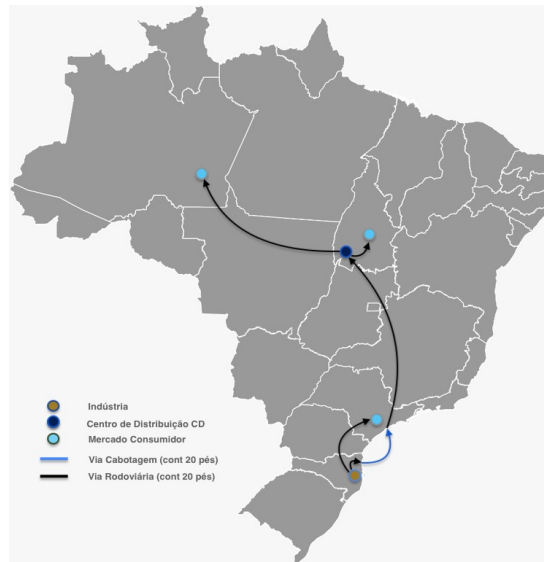 Indústria
Centro de Distribuição CD
Mercado Consumidor
Via Cabotagem (cont 20 pés)
Via Rodoviária (cont 20 pés)